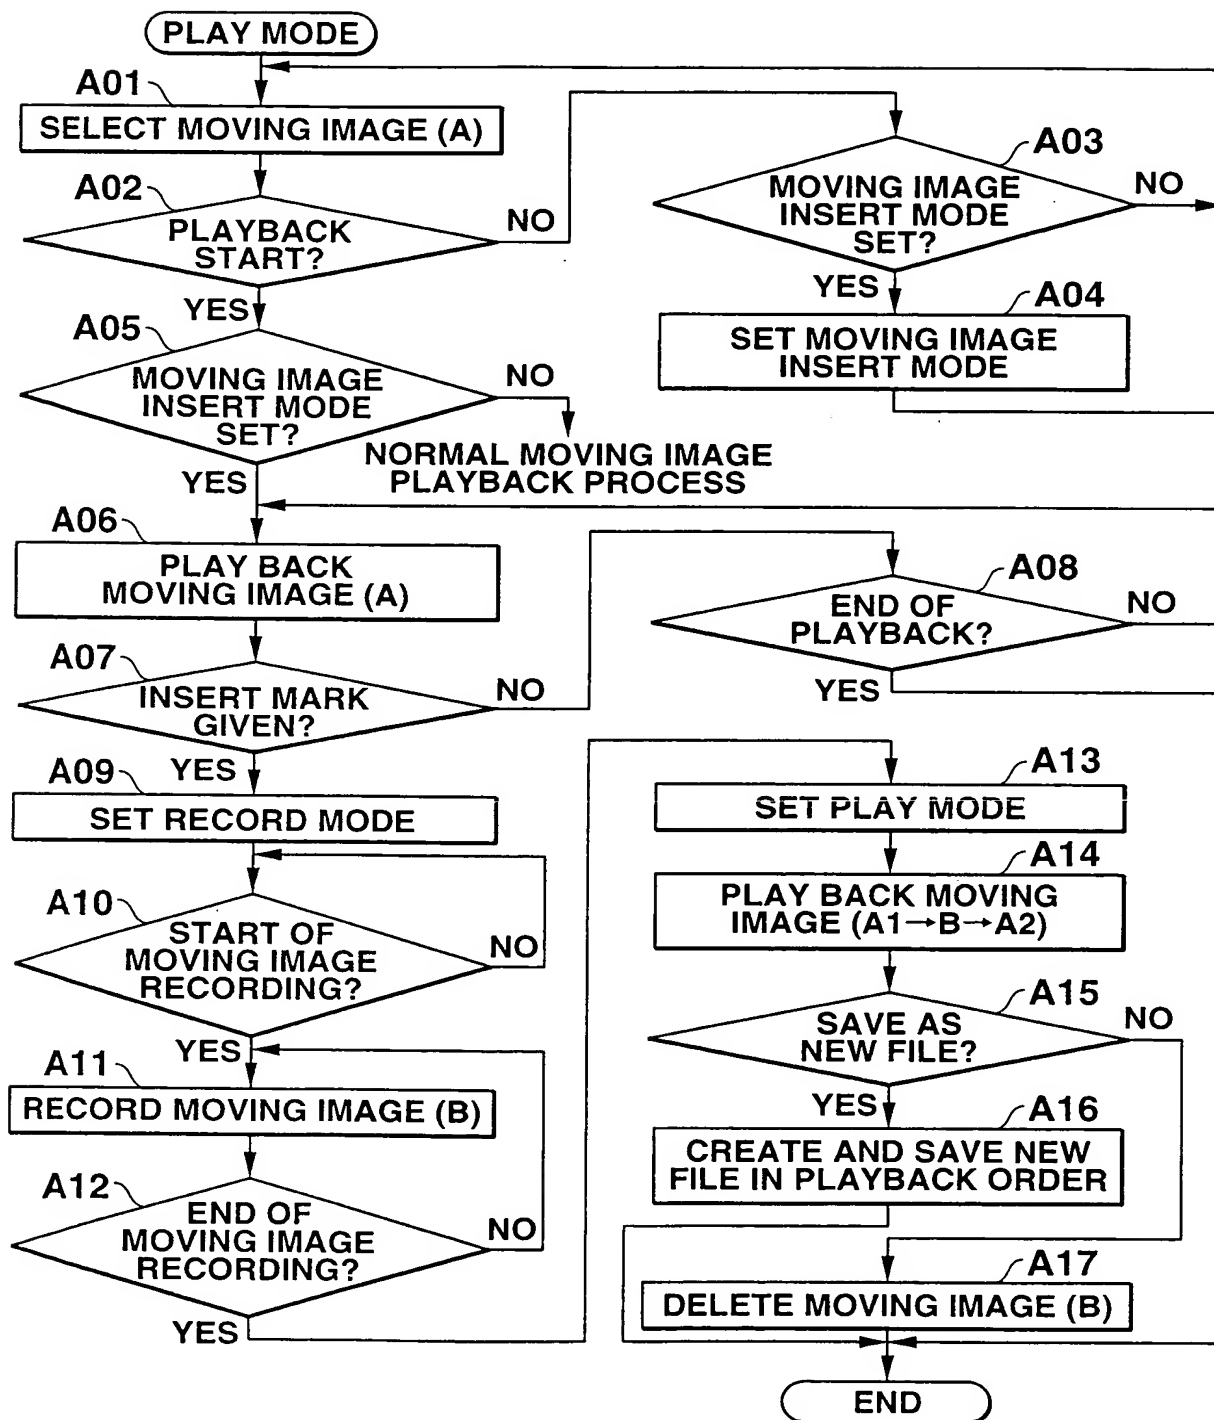 PLAY MODE
A01
SELECT MOVING IMAGE (A)
A02
PLAYBACK
START?
NO
YES
A03
MOVING IMAGE
INSERT MODE
SET?
NO
YES
A04
SET MOVING IMAGE
INSERT MODE
A05
MOVING IMAGE
INSERT MODE
SET?
NO
YES
NORMAL MOVING IMAGE
PLAYBACK PROCESS
A06
PLAY BACK
MOVING IMAGE (A)
A07
INSERT MARK
GIVEN?
NO
YES
A08
END OF
PLAYBACK?
NO
YES
A09
SET RECORD MODE
A10
START OF
MOVING IMAGE
RECORDING?
NO
YES
A11
RECORD MOVING IMAGE (B)
A12
END OF
MOVING IMAGE
RECORDING?
NO
YES
A13
SET PLAY MODE
A14
PLAY BACK MOVING
IMAGE (A1→B→A2)
A15
SAVE AS
NEW FILE?
NO
YES
A16
CREATE AND SAVE NEW
FILE IN PLAYBACK ORDER
A17
DELETE MOVING IMAGE (B)
END